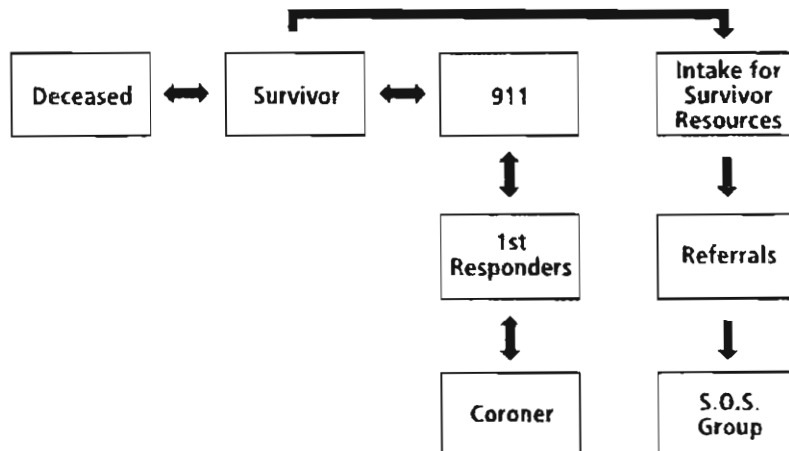 Deceased
Survivor
911
Intake for
Survivor
Resources
1st
Responders
Referrals
Coroner
S.O.S.
Group